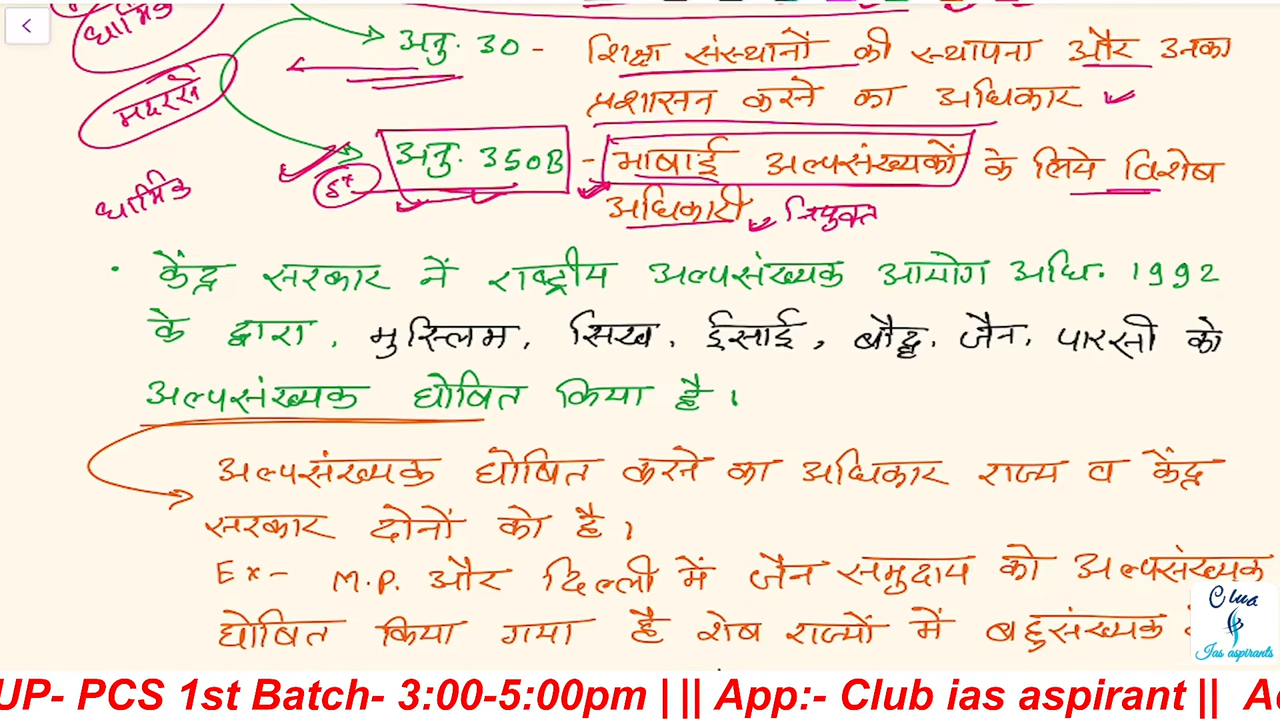 धार्मिक
अनु. 30 - शिक्षा संस्थानों की स्थापना और उनका
प्रशासन करने का अधिकार
मदरसे
अनु. 350B - भाषाई अल्पसंख्यकों के लिये विशेष
अधिकारी नियुक्त
Ex
धार्मिक
· केंद्र सरकार ने राष्ट्रीय अल्पसंख्यक आयोग अधि. 1992
के द्वारा, मुस्लिम, सिख, ईसाई, बौद्ध, जैन, पारसी को
अल्पसंख्यक घोषित किया है।
अल्पसंख्यक घोषित करने का अधिकार राज्य व केंद्र
सरकार दोनों को है।
Ex- M.P. और दिल्ली में जैन समुदाय को अल्पसंख्यक
घोषित किया गया है शेष राज्यों में बहुसंख्यक
Club
Ias aspirants
UP- PCS 1st Batch- 3:00-5:00pm | || App:- Club ias aspirant ||